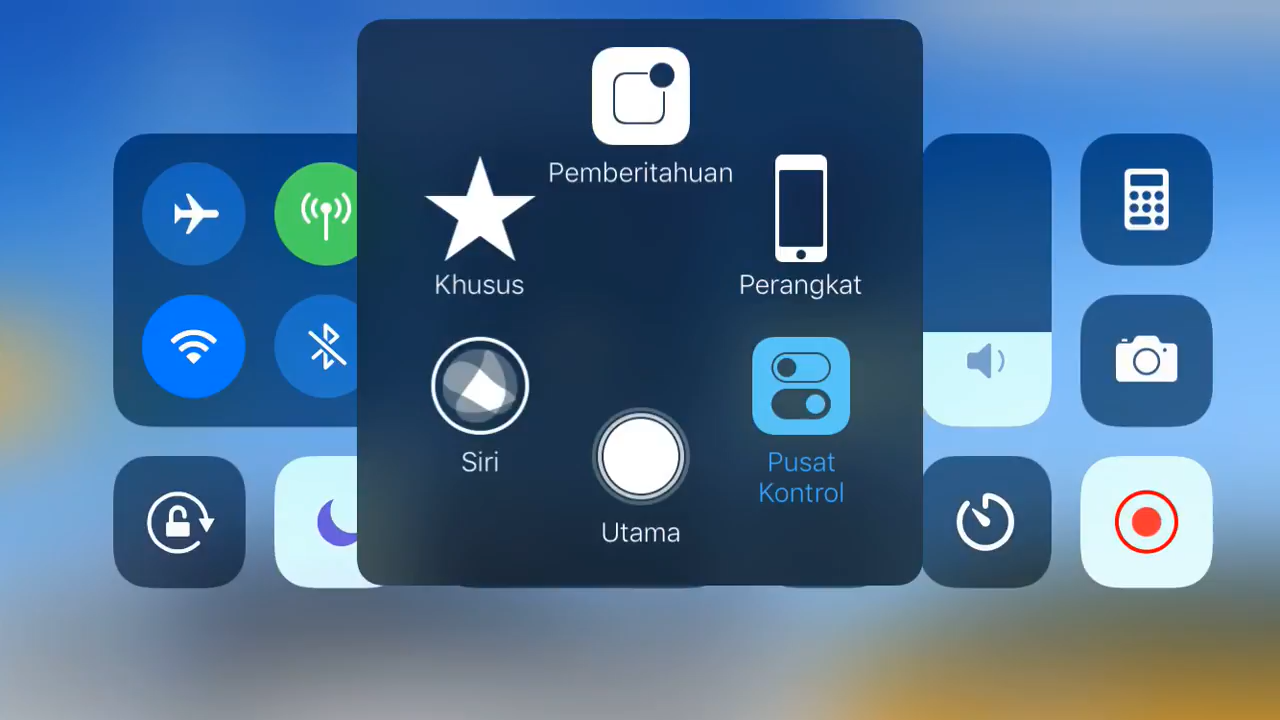 Pemberitahuan
Khusus
Perangkat
Siri
Pusat
Kontrol
Utama